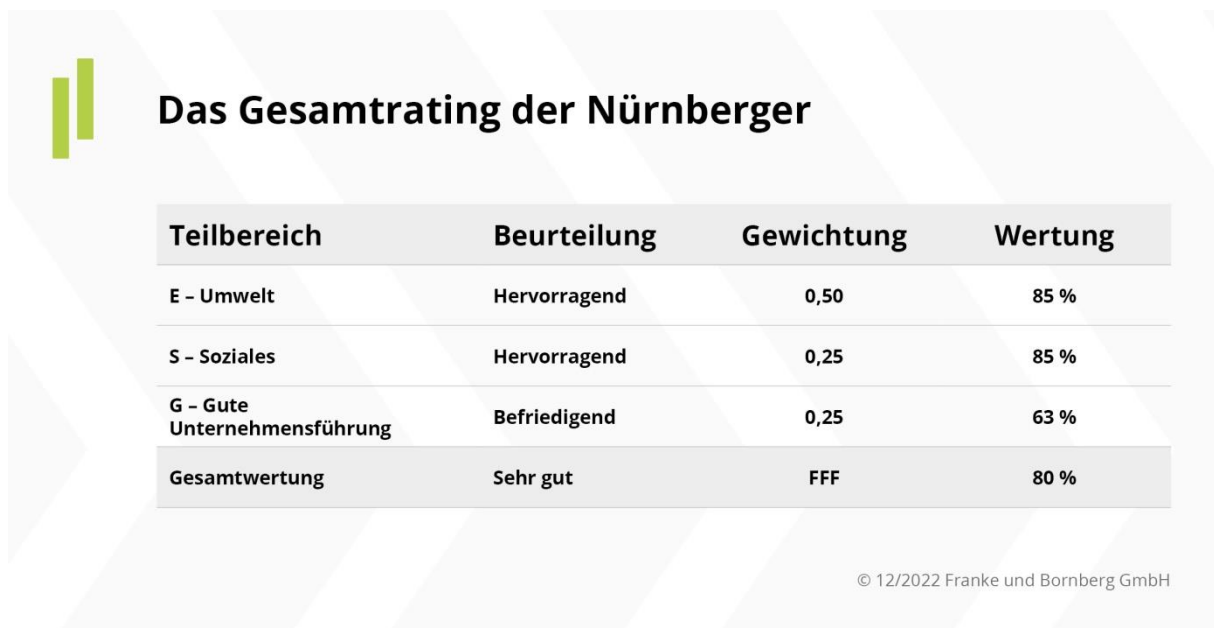 Das Gesamtrating der Nürnberger
Teilbereich Beurteilung Gewichtung Wertung
E – Umwelt Hervorragend 0,50 85 %
S – Soziales Hervorragend 0,25 85 %
G – Gute
Unternehmensführung Befriedigend 0,25 63 %
Gesamtwertung Sehr gut FFF 80 %
© 12/2022 Franke und Bornberg GmbH